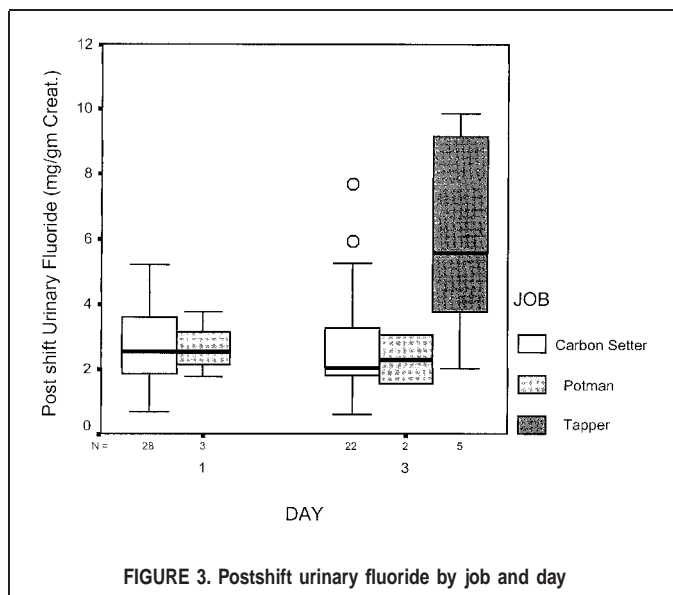 12
10
8
6
4
2
0
Post shift Urinary Fluoride (mg/gm Creat.)
N = 28 3 22 2 5
1 3
DAY
JOB
Carbon Setter
Potman
Tapper
FIGURE 3. Postshift urinary fluoride by job and day